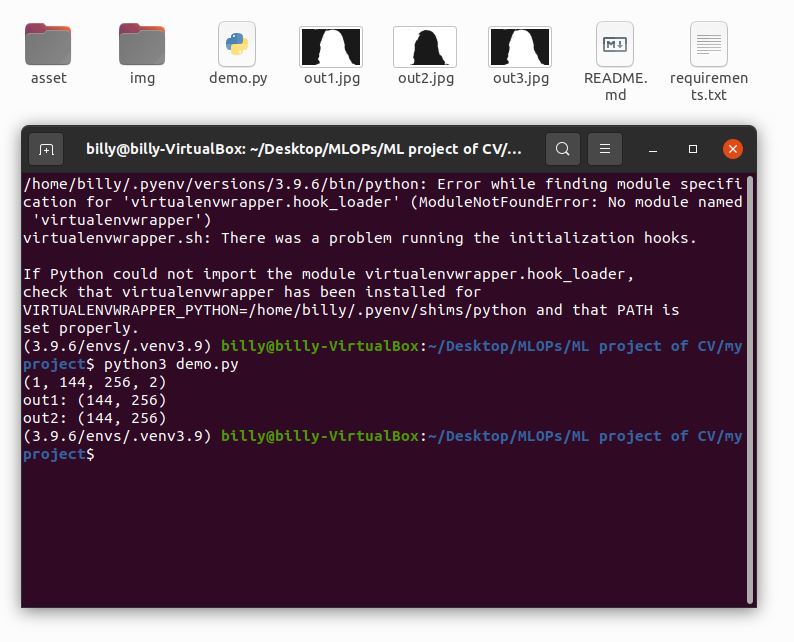 asset
img
demo.py
out1.jpg
out2.jpg
out3.jpg
README.
md
requiremen
ts.txt
billy@billy-VirtualBox: ~/Desktop/MLOPs/ML project of CV/...
/home/billy/.pyenv/versions/3.9.6/bin/python: Error while finding module specifi
cation for 'virtualenvwrapper.hook_loader' (ModuleNotFoundError: No module named
'virtualenvwrapper')
virtualenvwrapper.sh: There was a problem running the initialization hooks.
If Python could not import the module virtualenvwrapper.hook_loader,
check that virtualenvwrapper has been installed for
VIRTUALENVWRAPPER_PYTHON=/home/billy/.pyenv/shims/python and that PATH is
set properly.
(3.9.6/envs/.venv3.9) billy@billy-VirtualBox:~/Desktop/MLOPs/ML project of CV/my
project$ python3 demo.py
(1, 144, 256, 2)
out1: (144, 256)
out2: (144, 256)
(3.9.6/envs/.venv3.9) billy@billy-VirtualBox:~/Desktop/MLOPs/ML project of CV/my
project$